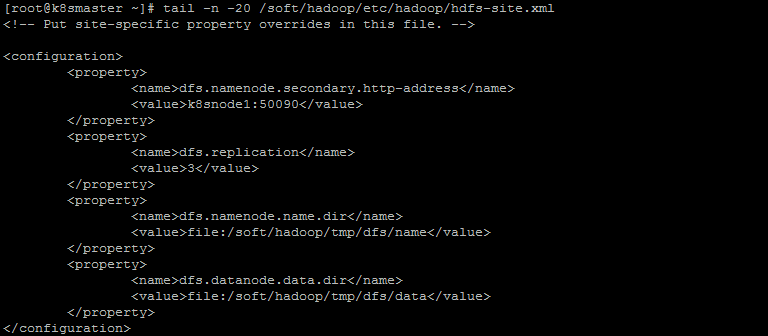 [root@k8smaster ~]# tail -n -20 /soft/hadoop/etc/hadoop/hdfs-site.xml
<!-- Put site-specific property overrides in this file. -->

<configuration>
        <property>
                <name>dfs.namenode.secondary.http-address</name>
                <value>k8snode1:50090</value>
        </property>
        <property>
                <name>dfs.replication</name>
                <value>3</value>
        </property>
        <property>
                <name>dfs.namenode.name.dir</name>
                <value>file:/soft/hadoop/tmp/dfs/name</value>
        </property>
        <property>
                <name>dfs.datanode.data.dir</name>
                <value>file:/soft/hadoop/tmp/dfs/data</value>
        </property>
</configuration>